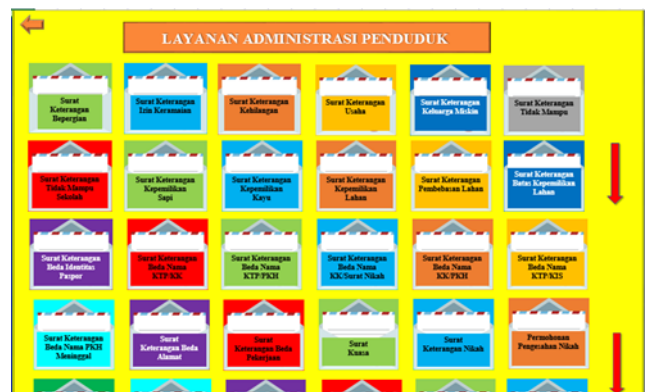 LAYANAN ADMINISTRASI PENDUDUK
Surat
Keterangan
Bepergian
Surat Keterangan
Izin Keramaian
Surat Keterangan
Kehilangan
Surat Keterangan
Usaha
Surat Keterangan
Keluarga Miskin
Surat Keterangan
Tidak Mampu
Surat Keterangan
Tidak Mampu
Sekolah
Surat Keterangan
Kepemilikan
Sapi
Surat Keterangan
Kepemilikan
Kayu
Surat Keterangan
Kepemilikan
Lahan
Surat Keterangan
Pembebasan Lahan
Surat Keterangan
Batas Kepemilikan
Lahan
Surat Keterangan
Beda Identitas
Paspor
Surat Keterangan
Beda Nama
KTP/KK
Surat Keterangan
Beda Nama
KTP/PKH
Surat Keterangan
Beda Nama
KK/Surat Nikah
Surat Keterangan
Beda Nama
KK/PKH
Surat Keterangan
Beda Nama
KTP/KIS
Surat Keterangan
Beda Nama PKH
Meninggal
Surat
Keterangan Beda
Alamat
Surat
Keterangan Beda
Pekerjaan
Surat
Kuasa
Surat
Keterangan Nikah
Permohonan
Pengesahan Nikah